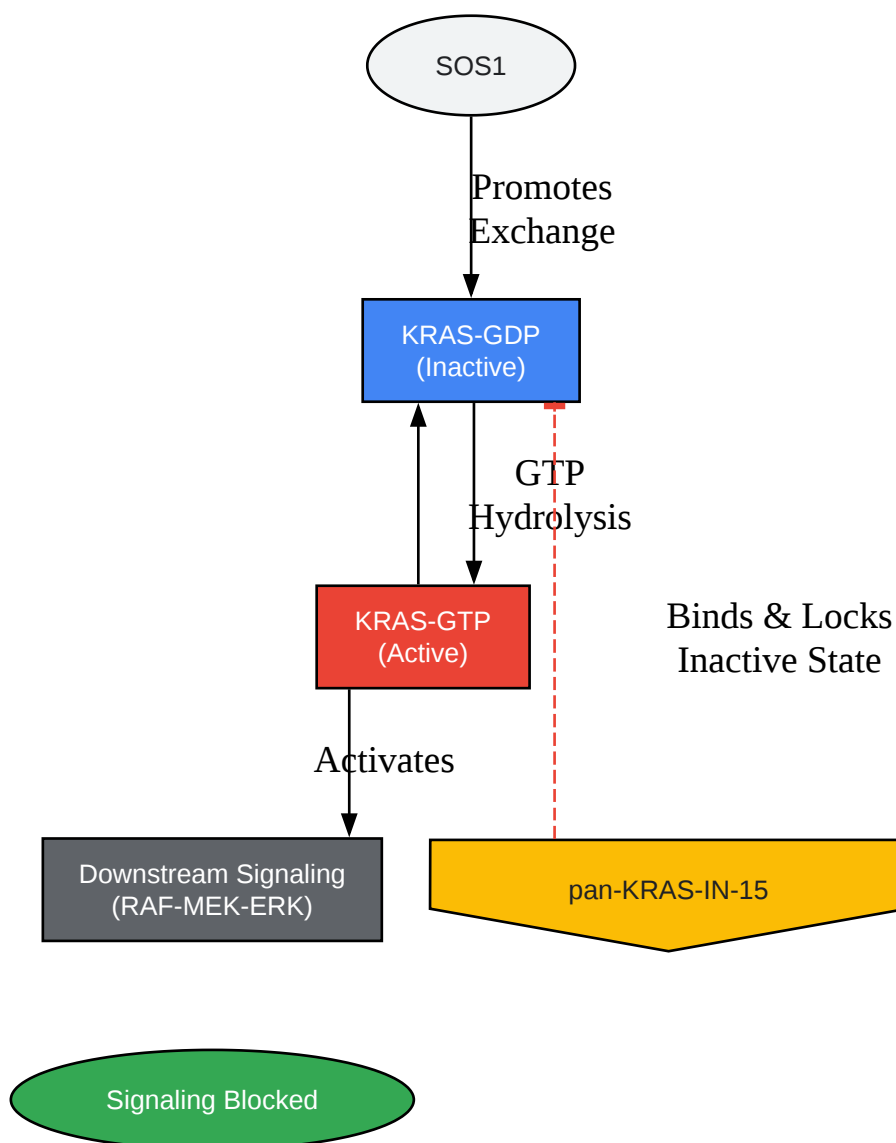 SOS1
Promotes
Exchange
KRAS-GDP
(Inactive)
GTP
Hydrolysis
KRAS-GTP
(Active)
Binds & Locks
Inactive State
Activates
Downstream Signaling
(RAF-MEK-ERK)
pan-KRAS-IN-15
Signaling Blocked